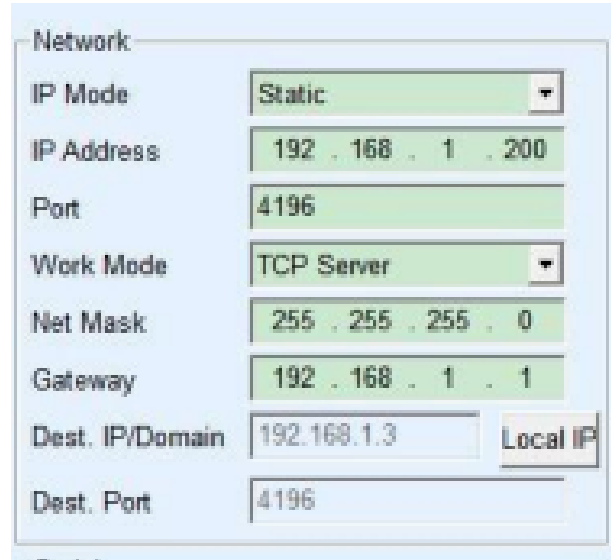 Network
IP Mode Static
IP Address 192 . 168 . 1 . 200
Port 4196
Work Mode TCP Server
Net Mask 255 . 255 . 255 . 0
Gateway 192 . 168 . 1 . 1
Dest. IP/Domain 192.168.1.3 Local IP
Dest. Port 4196